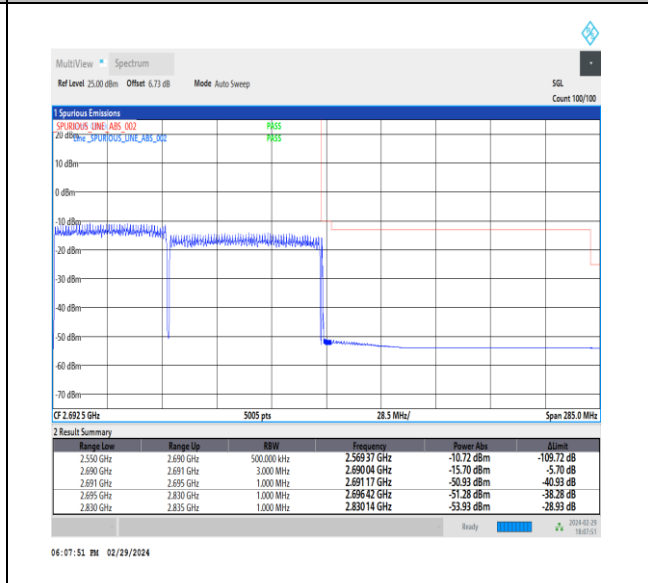 MultiView Spectrum
Ref Level 25.00 dBm Offset 6.73 dB Mode Auto Sweep SGL
Count 100/100
1 Spurious Emissions
SPURIOUS_LINE_ABS_002 PASS
20 dBm
Line _SPURIOUS_LINE_ABS_002 PASS
10 dBm
0 dBm
-10 dBm
-20 dBm
-30 dBm
-40 dBm
-50 dBm
-60 dBm
-70 dBm
CF 2.6925 GHz 5005 pts 28.5 MHz/ Span 285.0 MHz
2 Result Summary
Range Low Range Up RBW Frequency Power Abs ΔLimit
2.550 GHz 2.690 GHz 500.000 kHz 2.56937 GHz -10.72 dBm -109.72 dB
2.690 GHz 2.691 GHz 3.000 MHz 2.69004 GHz -15.70 dBm -5.70 dB
2.691 GHz 2.695 GHz 1.000 MHz 2.69117 GHz -50.93 dBm -40.93 dB
2.695 GHz 2.830 GHz 1.000 MHz 2.69642 GHz -51.28 dBm -38.28 dB
2.830 GHz 2.835 GHz 1.000 MHz 2.83014 GHz -53.93 dBm -28.93 dB
Ready 2024-02-29
18:07:51
06:07:51 PM 02/29/2024